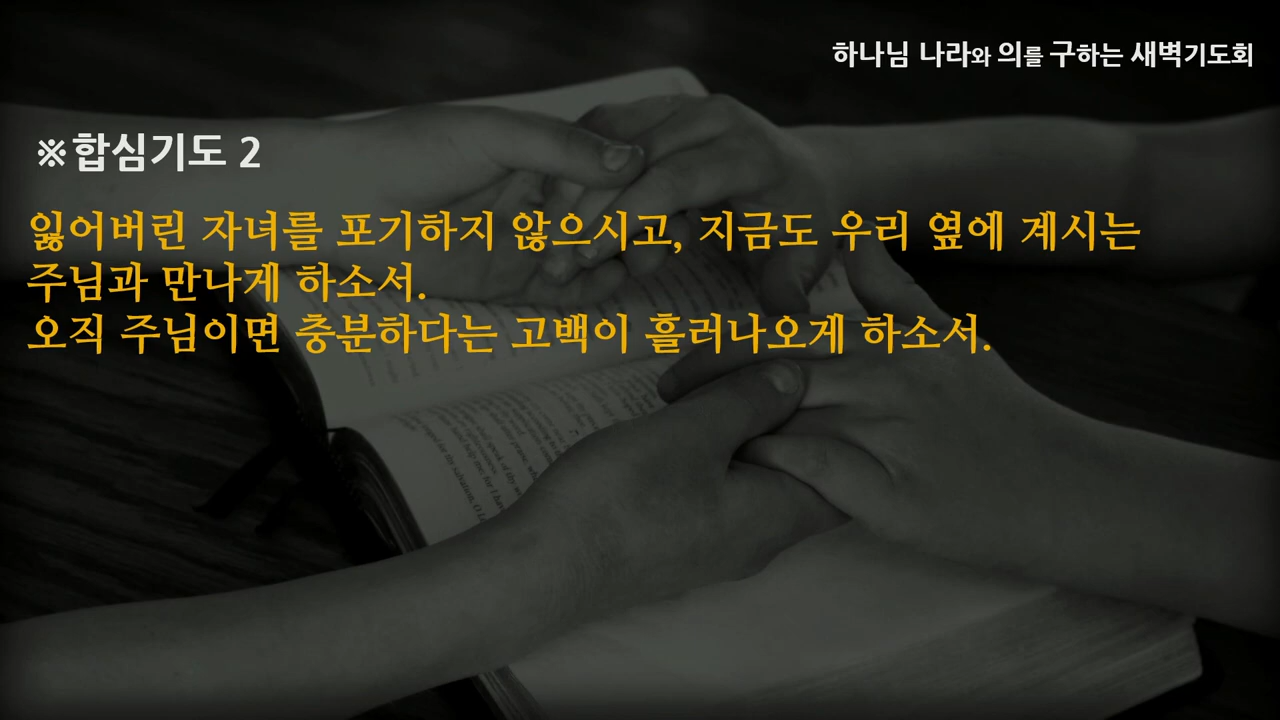 하나님 나라와 의를 구하는 새벽기도회
※합심기도 2
잃어버린 자녀를 포기하지 않으시고, 지금도 우리 옆에 계시는
주님과 만나게 하소서.
오직 주님이면 충분하다는 고백이 흘러나오게 하소서.